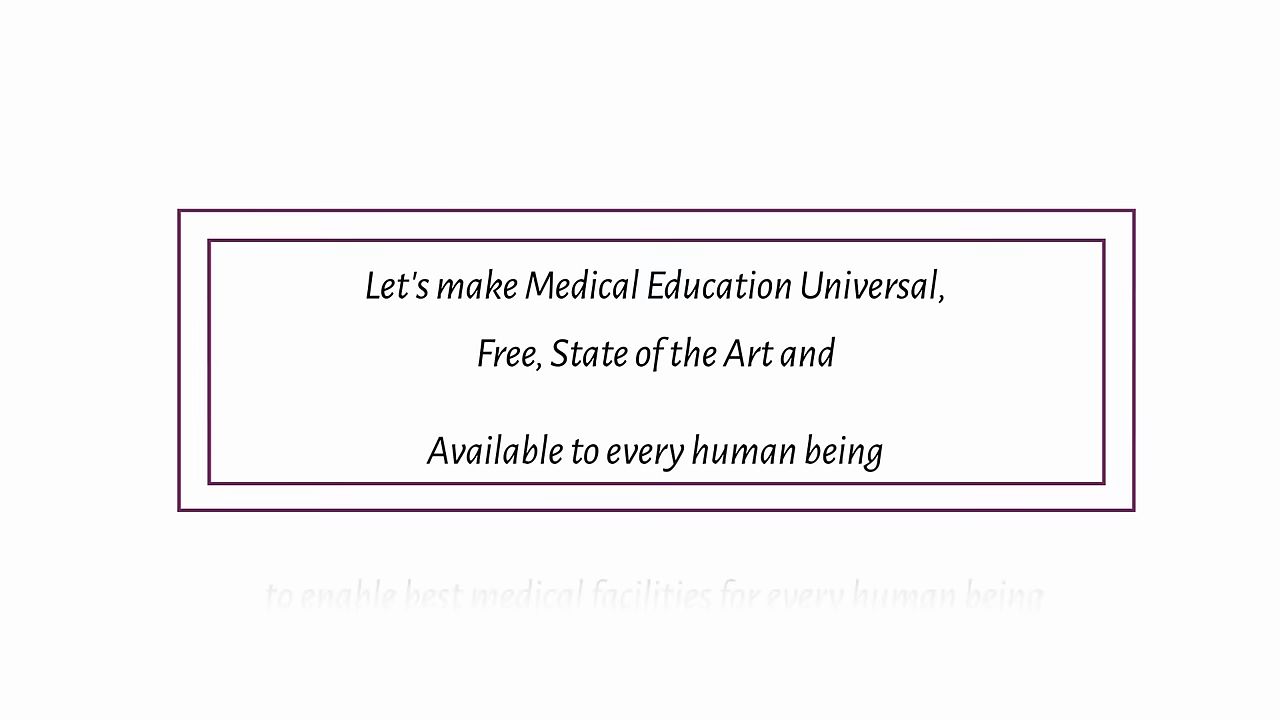 Let's make Medical Education Universal,
Free, State of the Art and
Available to every human being
to enable best medical facilities for every human being